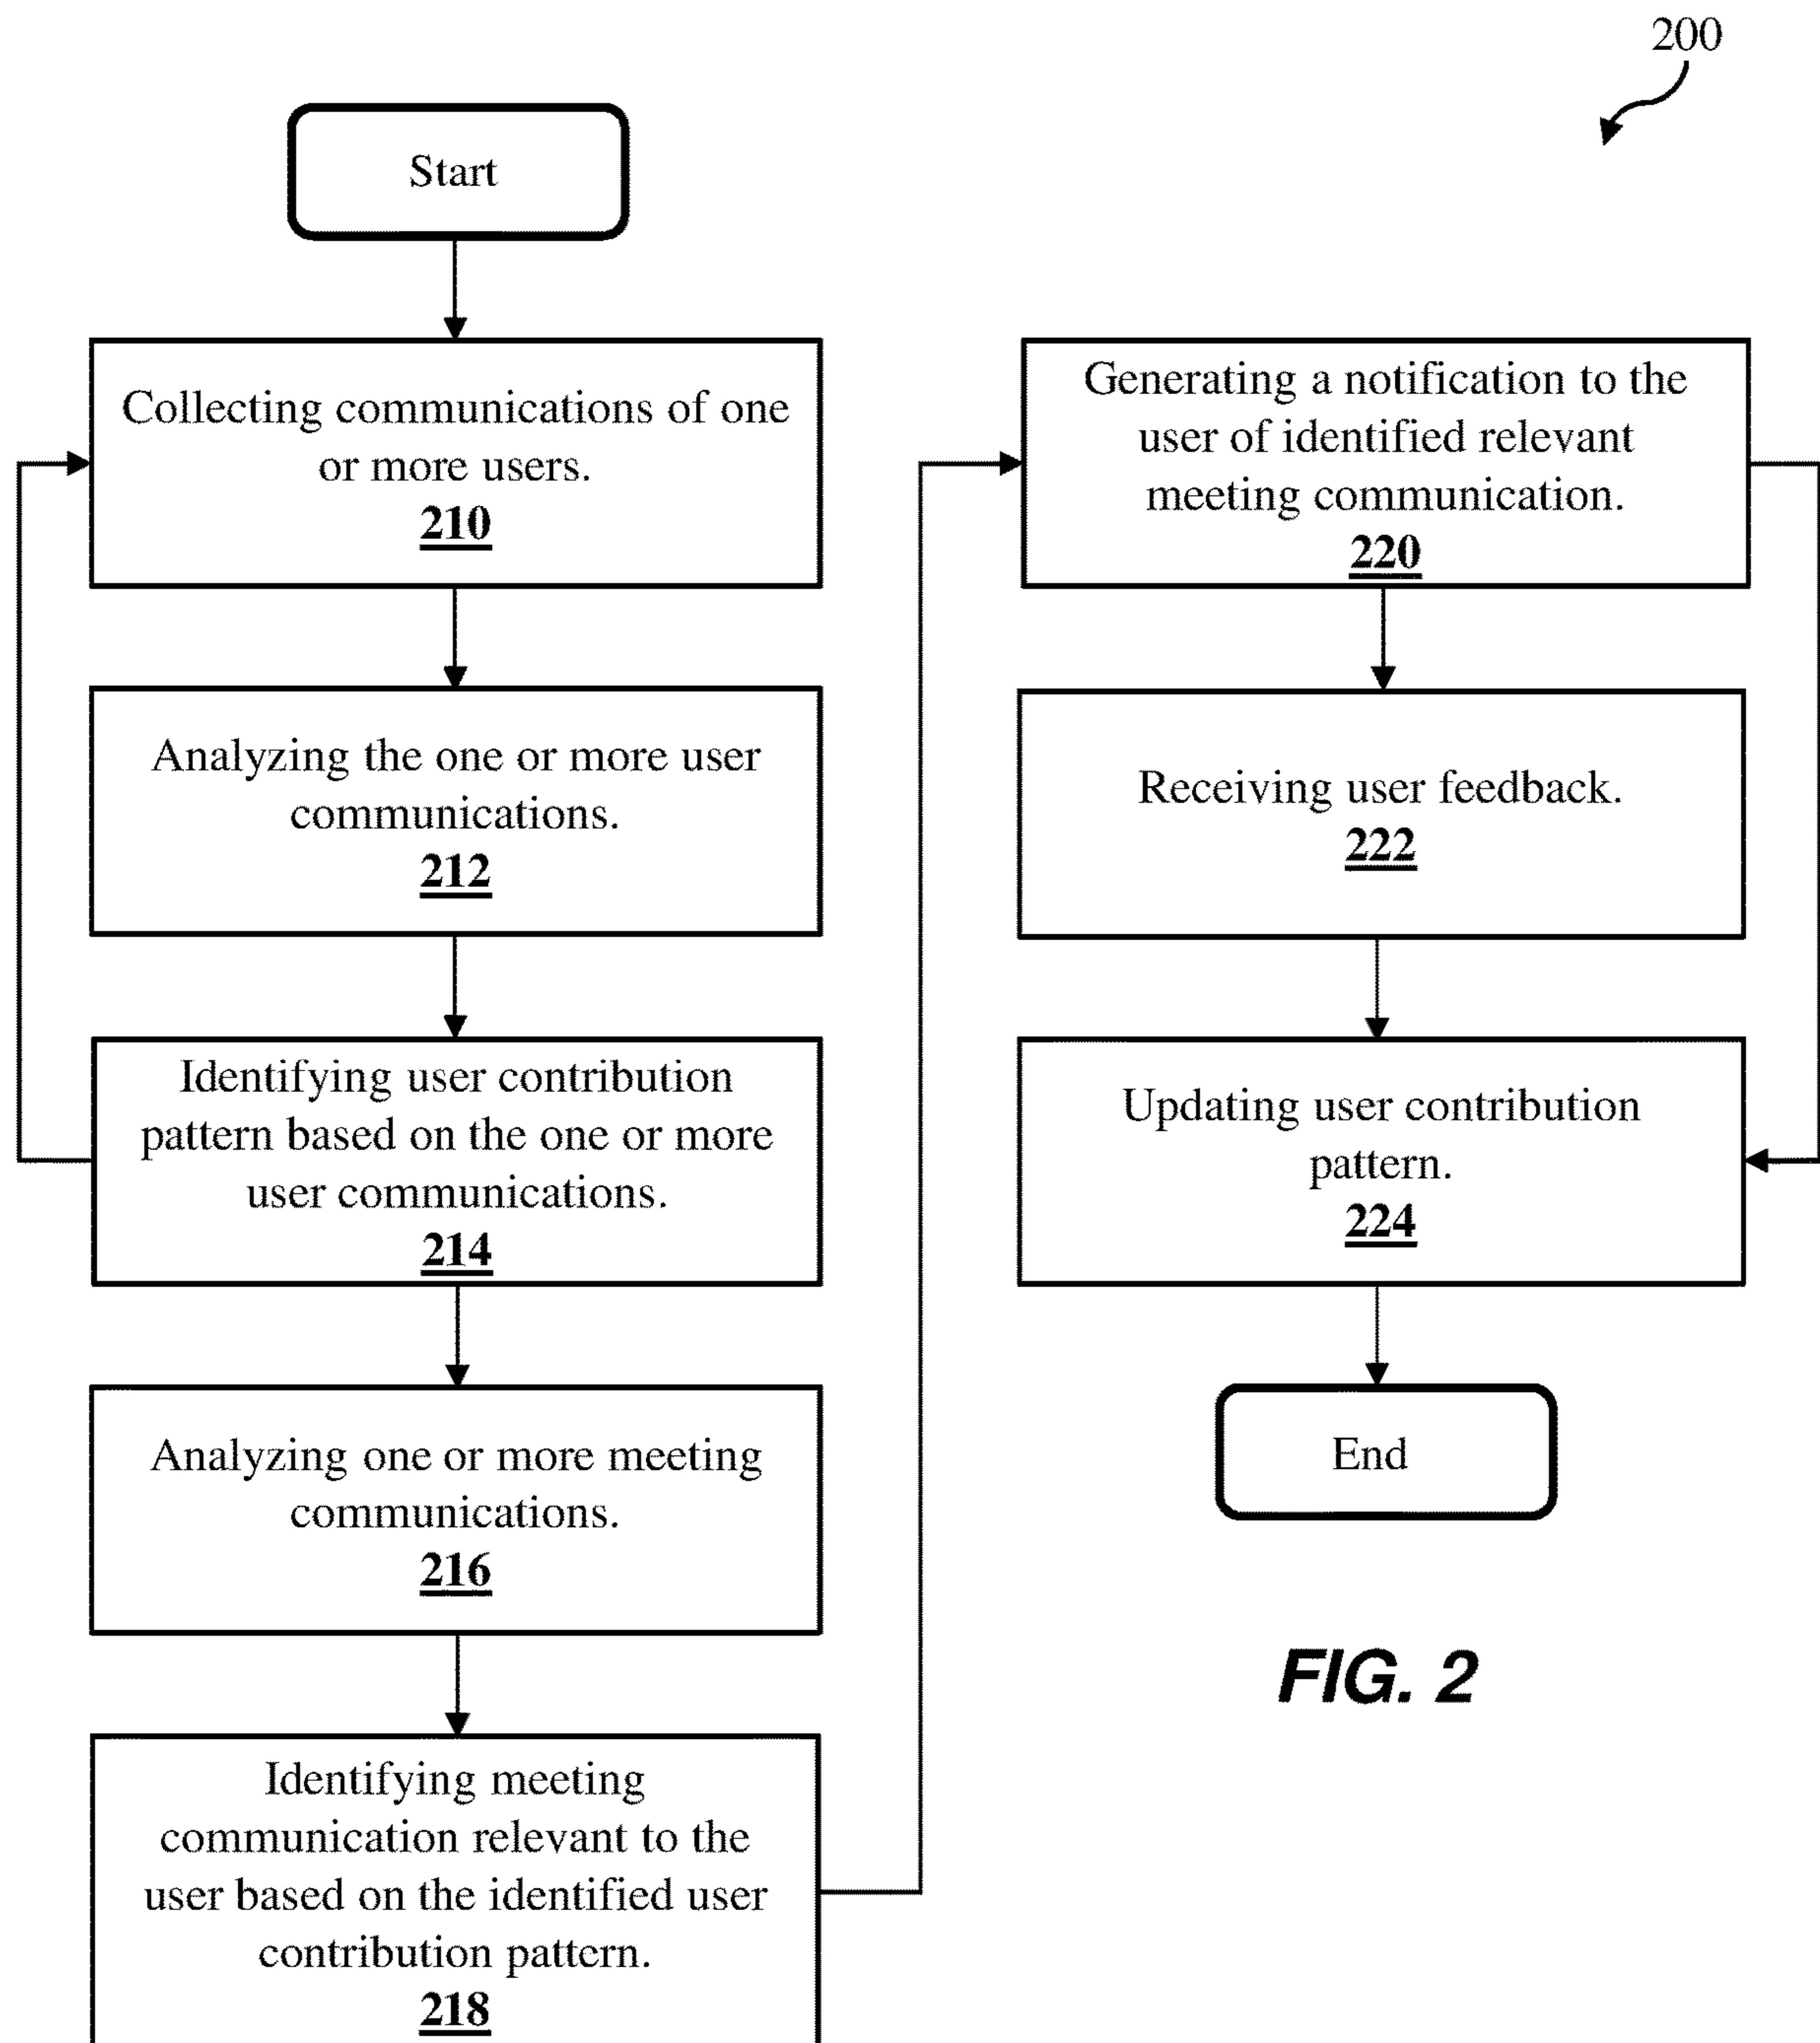 200
Start
Collecting communications of one
or more users.
210
Analyzing the one or more user
communications.
212
Identifying user contribution
pattern based on the one or more
user communications.
214
Analyzing one or more meeting
communications.
216
Identifying meeting
communication relevant to the
user based on the identified user
contribution pattern.
218
Generating a notification to the
user of identified relevant
meeting communication.
220
Receiving user feedback.
222
Updating user contribution
pattern.
224
End
FIG. 2